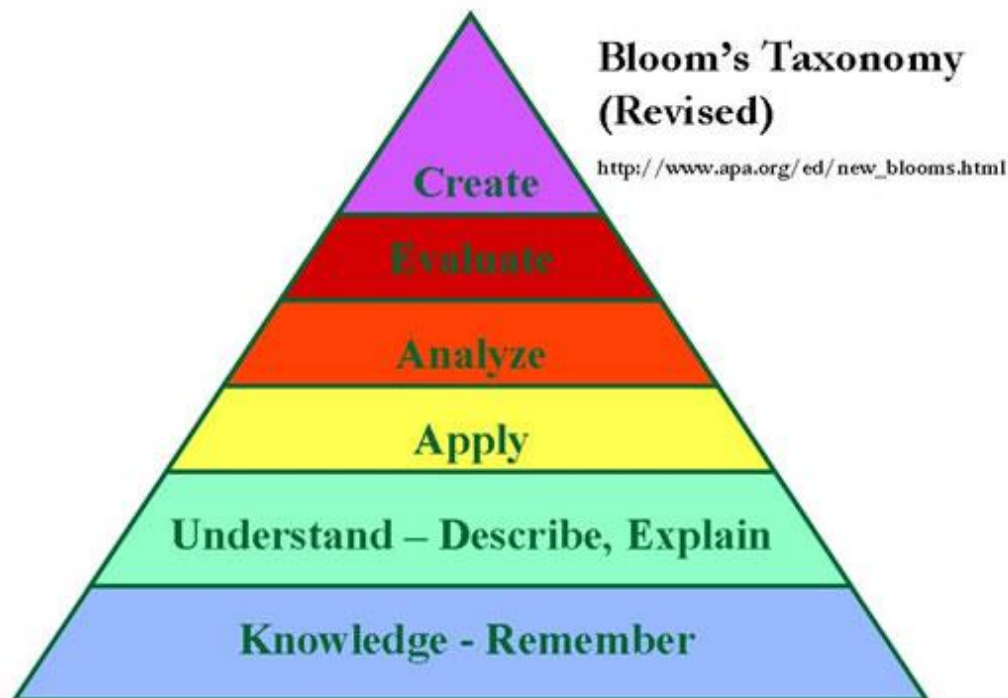 Bloom's Taxonomy
(Revised)
http://www.apa.org/ed/new_blooms.html
Create
Evaluate
Analyze
Apply
Understand – Describe, Explain
Knowledge - Remember